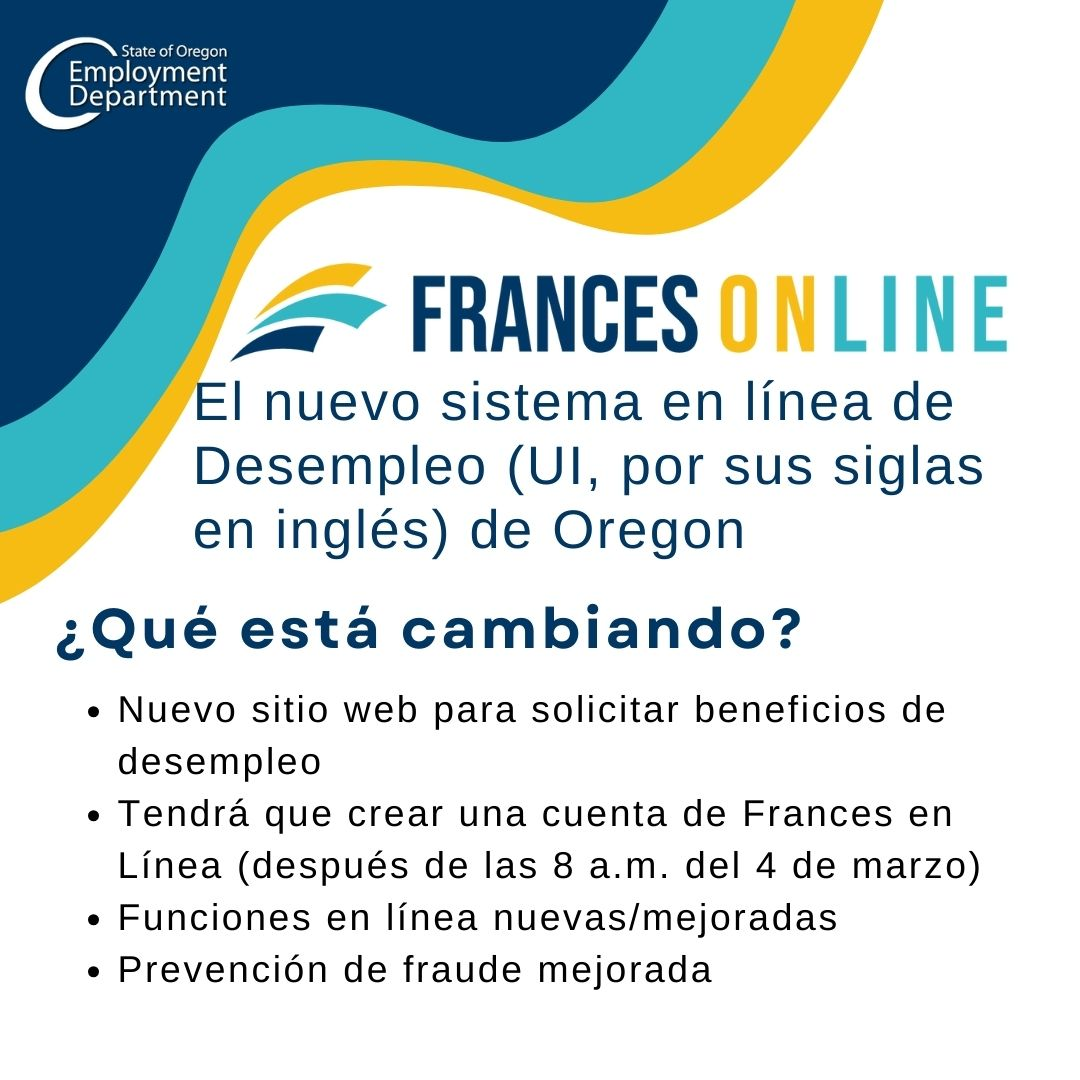 State of Oregon
Employment
Department
FRANCES ONLINE
El nuevo sistema en línea de
Desempleo (UI, por sus siglas
en inglés) de Oregon
¿Qué está cambiando?
• Nuevo sitio web para solicitar beneficios de
desempleo
• Tendrá que crear una cuenta de Frances en
Línea (después de las 8 a.m. del 4 de marzo)
• Funciones en línea nuevas/mejoradas
• Prevención de fraude mejorada